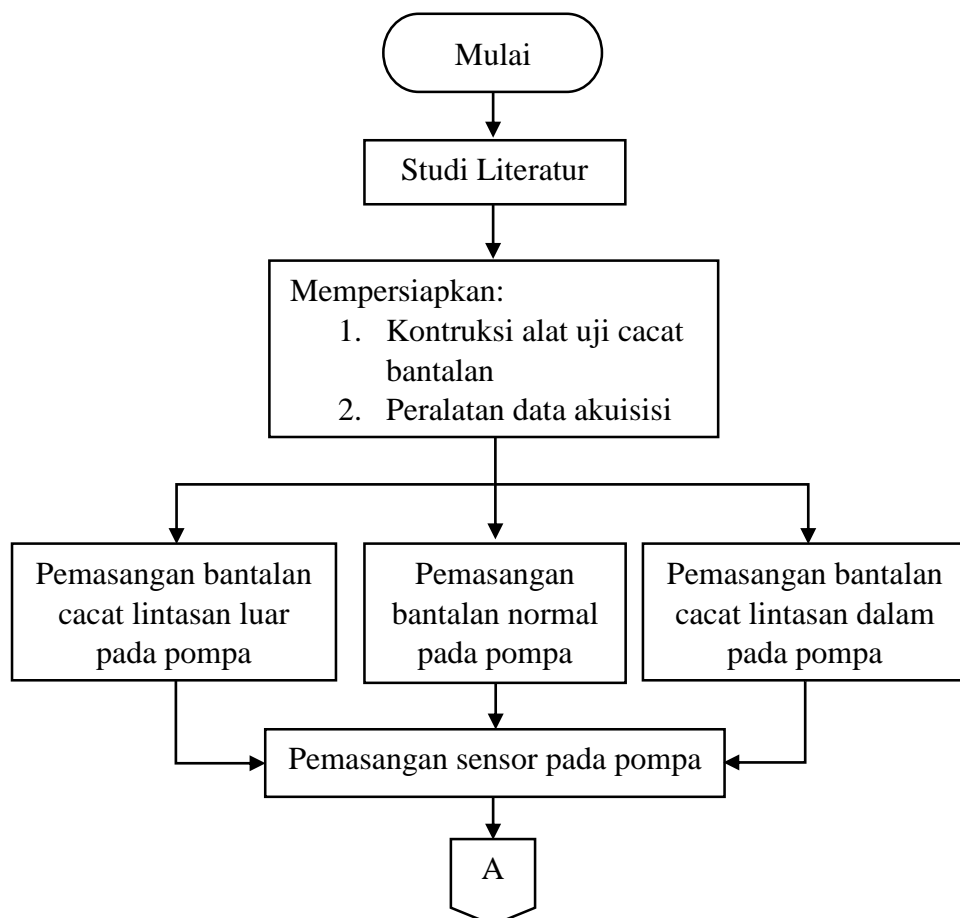 Mulai
Studi Literatur
Mempersiapkan:
1. Kontruksi alat uji cacat
bantalan
2. Peralatan data akuisisi
Pemasangan bantalan
cacat lintasan luar
pada pompa
Pemasangan
bantalan normal
pada pompa
Pemasangan bantalan
cacat lintasan dalam
pada pompa
Pemasangan sensor pada pompa
A